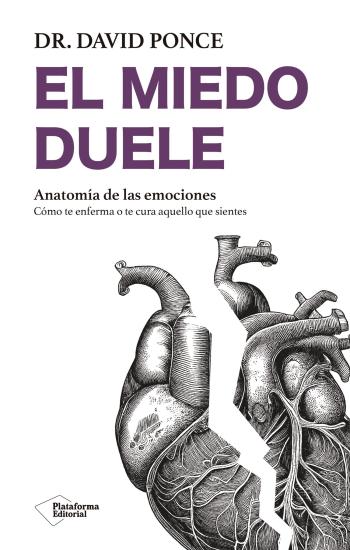 DR. DAVID PONCE
EL MIEDO
DUELE
Anatomía de las emociones
Cómo te enferma o te cura aquello que sientes
Plataforma
Editorial